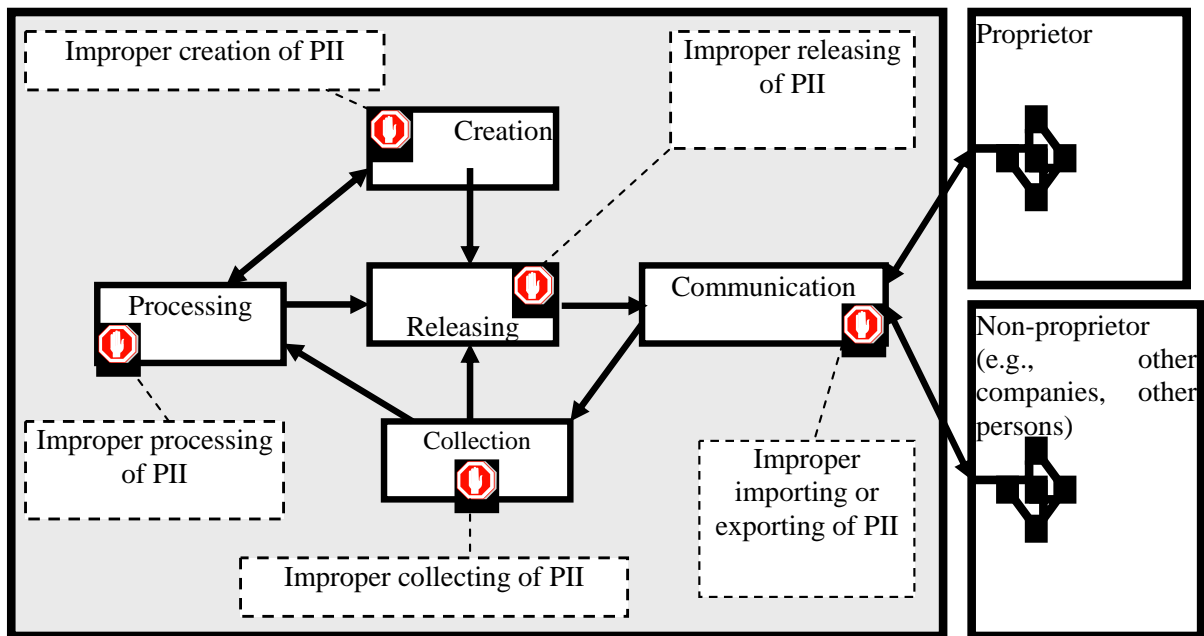 Improper creation of PII
Improper releasing
of PII
Proprietor
Creation
Processing
Releasing
Communication
Non-proprietor
(e.g., other
companies, other
persons)
Improper processing
of PII
Collection
Improper
importing or
exporting of PII
Improper collecting of PII